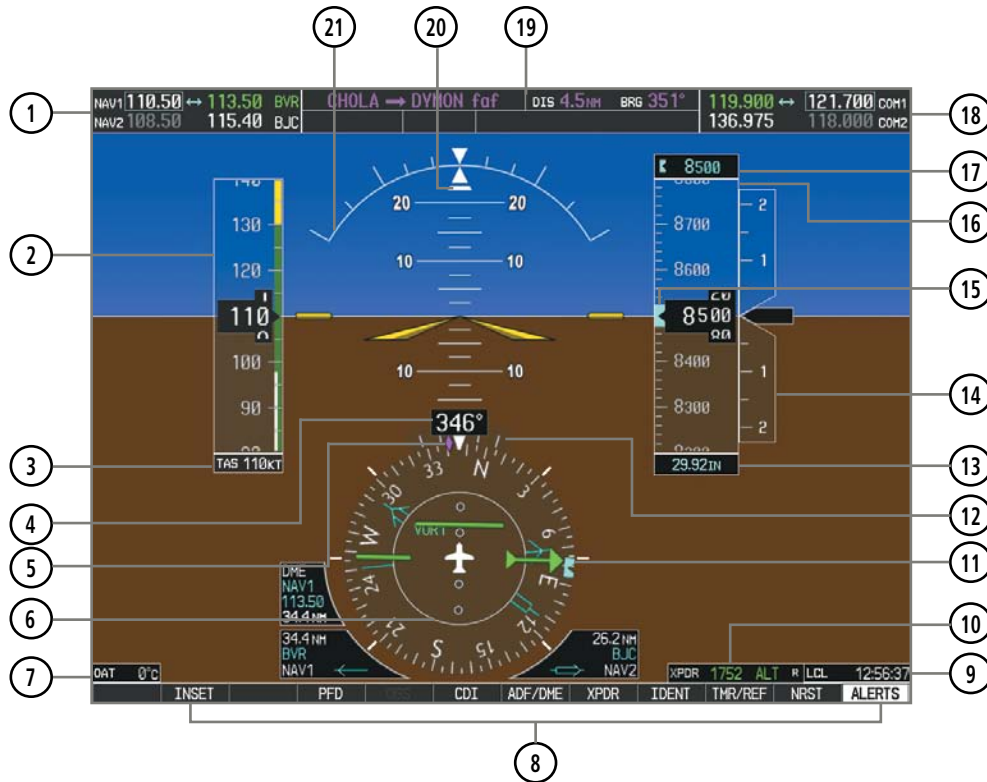 21 20 19
1
NAV1 110.50 ↔ 113.50 BVR
NAV2 108.50 115.40 BJC
CHOLA → DYMON faf
DIS 4.5NM BRG 351°
119.900 ↔ 121.700 COM1
136.975 118.000 COM2
18
8500
17
16
2
140
130
120
110
100
90
TAS 110KT
3
20 20
10 10
10 10
8700
8600
20
8500
80
8400
8300
2
1
1
2
15
14
29.92IN
13
346°
4
5
6
12
11
N 3 6 E 12 15 S 21 24 W 30 33
VOR1
DME
NAV1
113.50
34.4NM
34.4NM
BVR
NAV1
26.2NM
BJC
NAV2
10
7
OAT 0°C
XPDR 1752 ALT R
LCL 12:56:37
9
INSET PFD OBS CDI ADF/DME XPDR IDENT TMR/REF NRST ALERTS
8